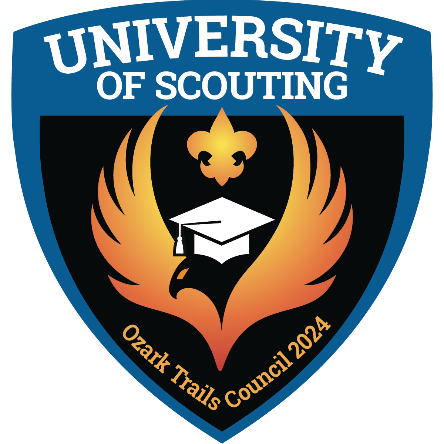 UNIVERSITY
OF SCOUTING
Ozark Trails Council 2024